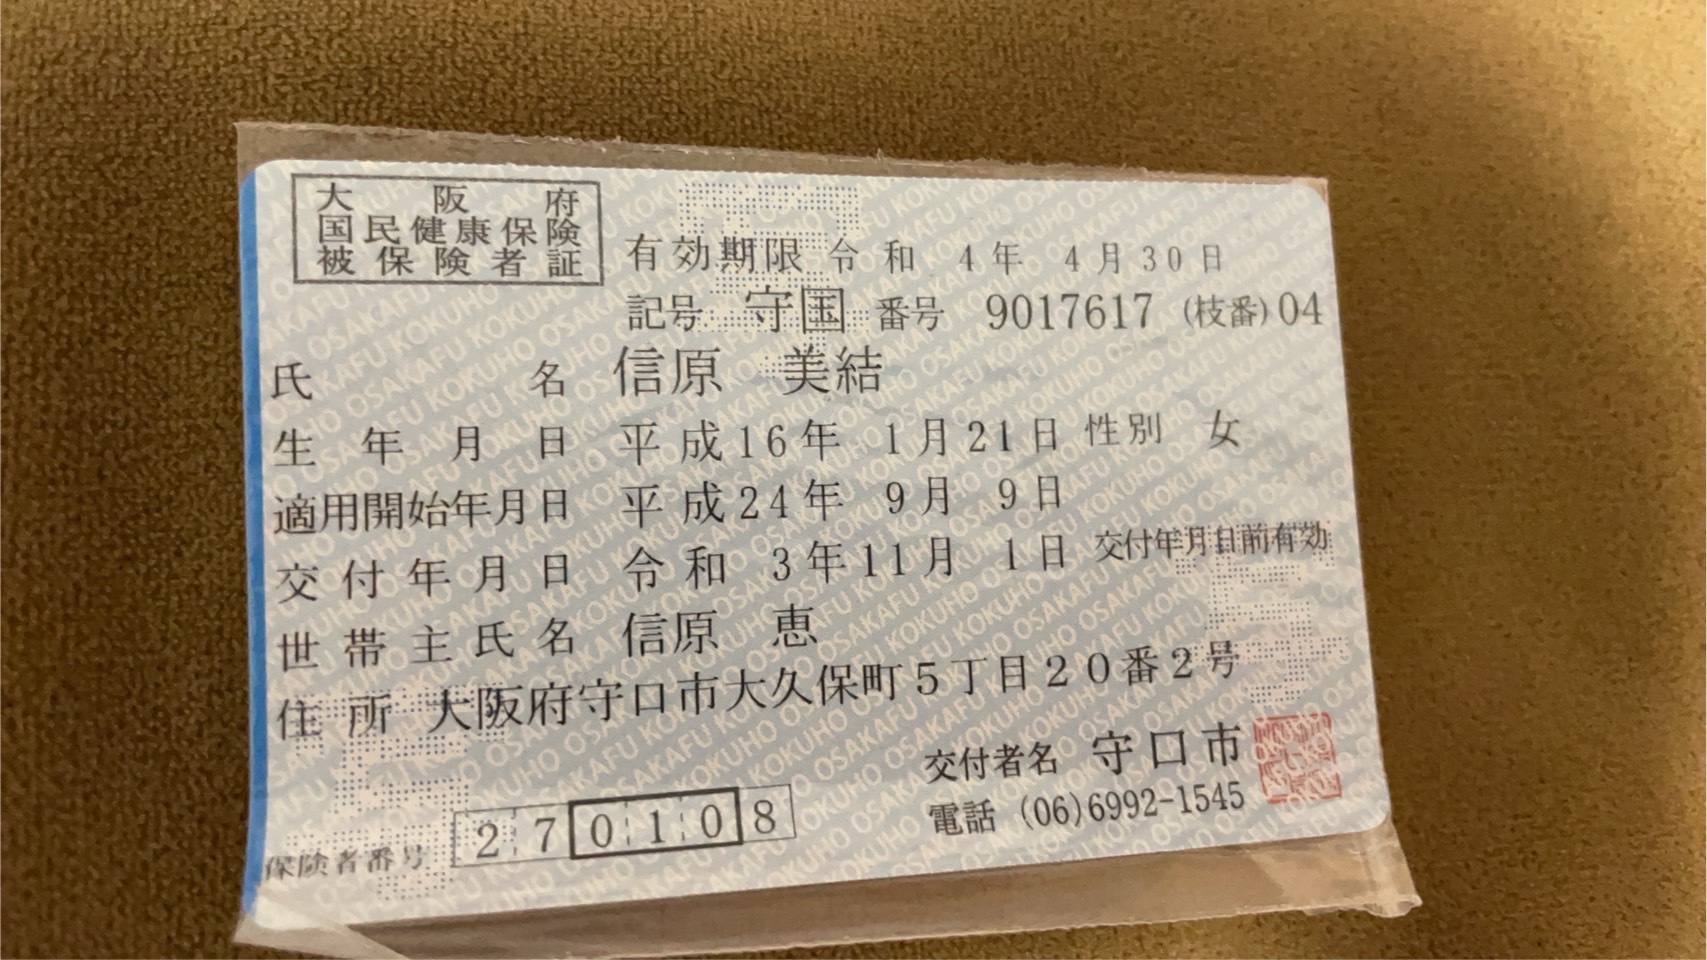 大阪府
国民健康保険
被保険者証
有効期限 令和 4年 4月30日
記号 守国 番号 9017617 (枝番)04
氏名 信原 美結
生年月日 平成16年 1月21日 性別 女
適用開始年月日 平成24年 9月 9日
交付年月日 令和 3年11月 1日 交付年月日前有効
世帯主氏名 信原 恵
住所 大阪府守口市大久保町5丁目20番2号
交付者名 守口市
電話 (06)6992-1545
保険者番号 270108